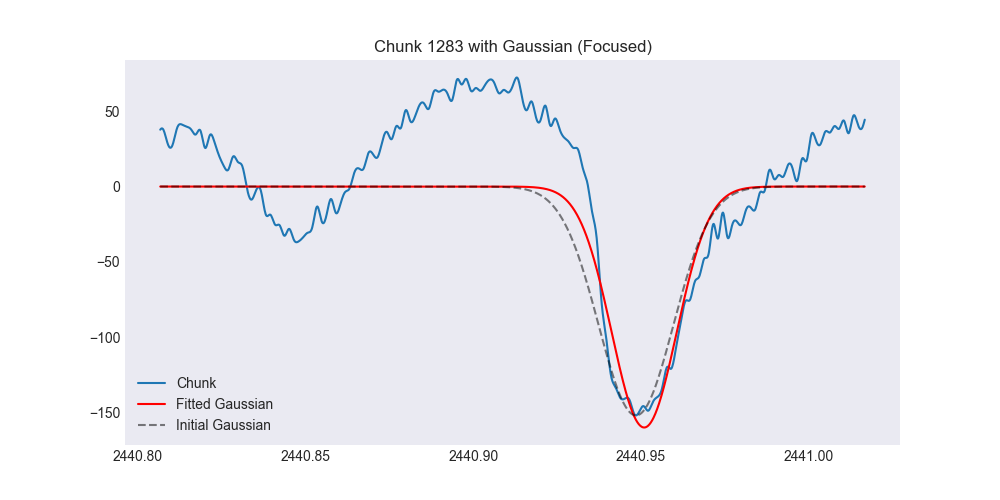 Chunk 1283 with Gaussian (Focused)
50
0
−50
−100
−150
Chunk
Fitted Gaussian
Initial Gaussian
2440.80 2440.85 2440.90 2440.95 2441.00